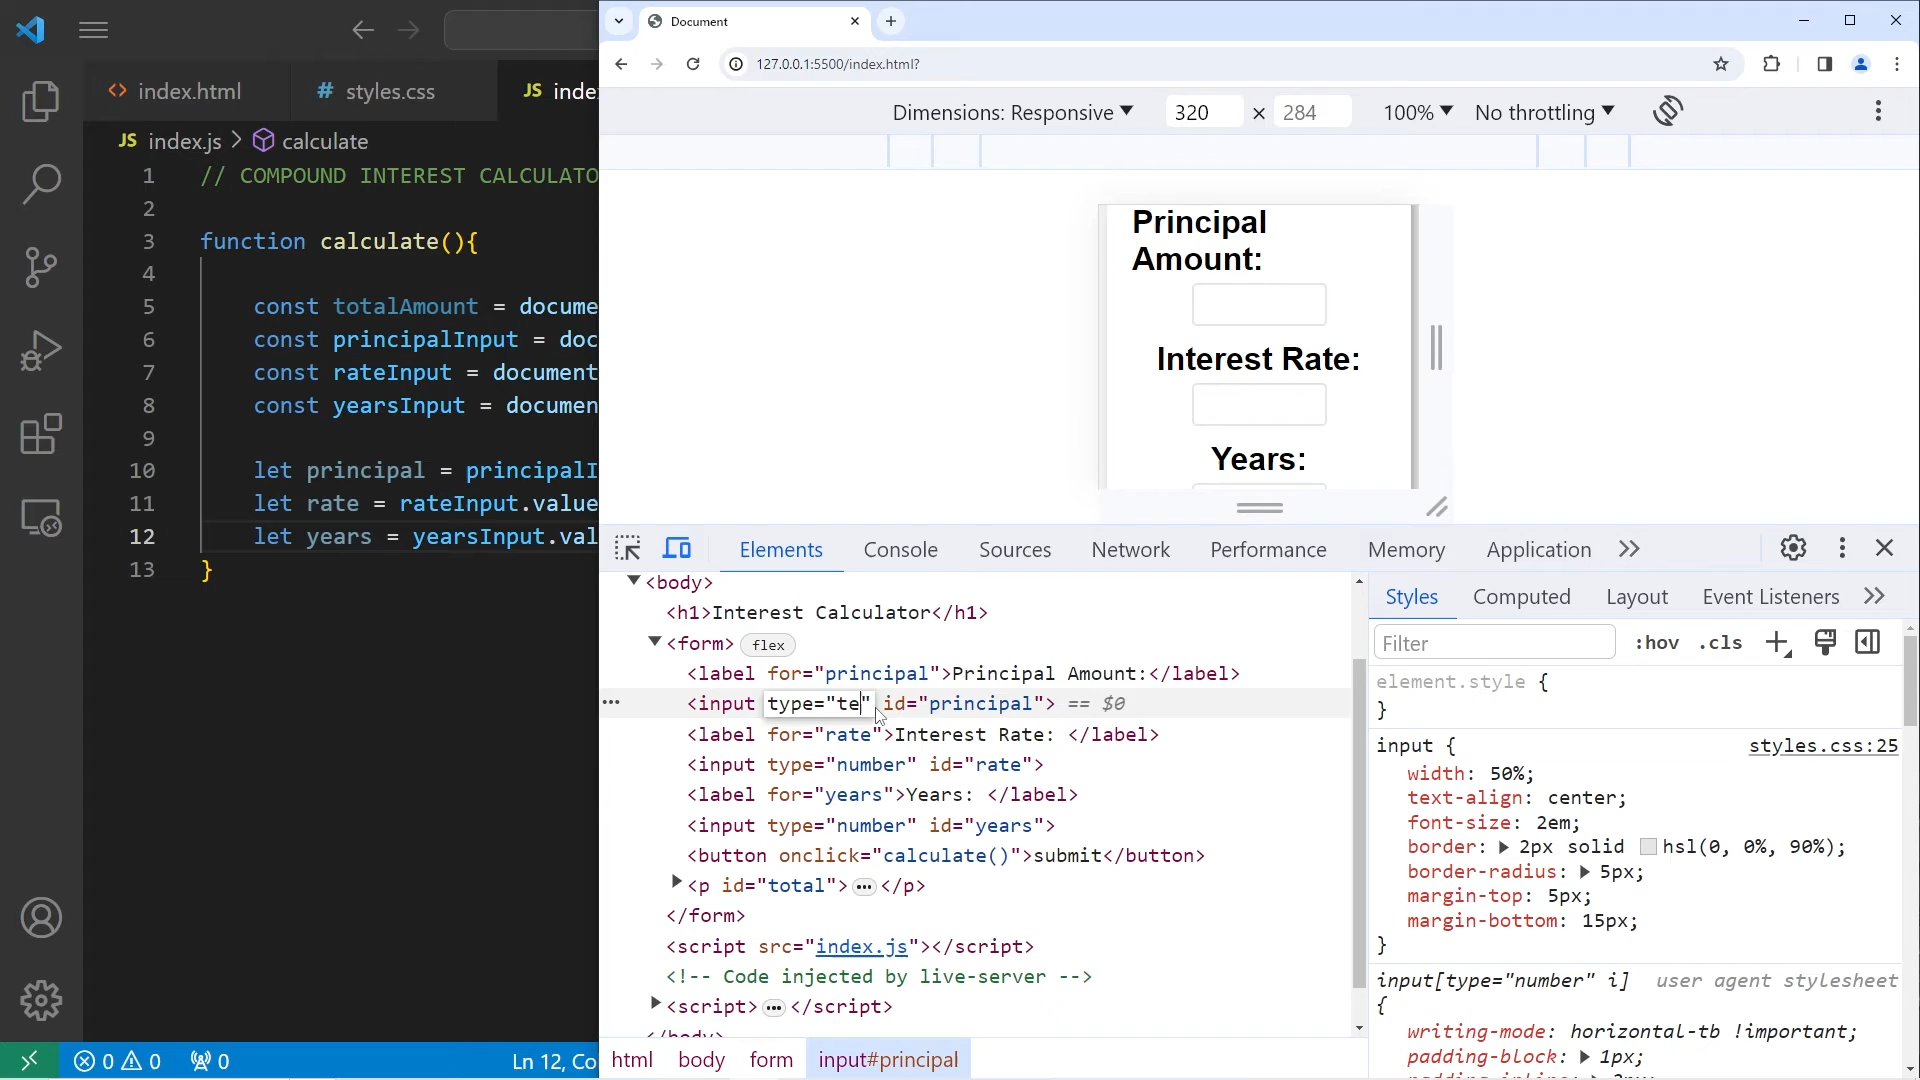 index.html
styles.css
JS inde
JS index.js > calculate
1 // COMPOUND INTEREST CALCULATO
2
3 function calculate(){
4
5 const totalAmount = docume
6 const principalInput = doc
7 const rateInput = document
8 const yearsInput = documen
9
10 let principal = principalI
11 let rate = rateInput.value
12 let years = yearsInput.val
13 }
0 0 0
Ln 12, Co
Document
127.0.0.1:5500/index.html?
Dimensions: Responsive 320 × 284 100% No throttling
Principal
Amount:
Interest Rate:
Years:
Elements Console Sources Network Performance Memory Application
<body>
<h1>Interest Calculator</h1>
<form> flex
<label for="principal">Principal Amount:</label>
<input type="te" id="principal"> == $0
<label for="rate">Interest Rate: </label>
<input type="number" id="rate">
<label for="years">Years: </label>
<input type="number" id="years">
<button onclick="calculate()">submit</button>
<p id="total"> … </p>
</form>
<script src="index.js"></script>
<!-- Code injected by live-server -->
<script> … </script>
</body>
html body form input#principal
Styles Computed Layout Event Listeners
Filter :hov .cls
element.style {
}
input { styles.css:25
width: 50%;
text-align: center;
font-size: 2em;
border: 2px solid hsl(0, 0%, 90%);
border-radius: 5px;
margin-top: 5px;
margin-bottom: 15px;
}
input[type="number" i] user agent stylesheet
{
writing-mode: horizontal-tb !important;
padding-block: 1px;